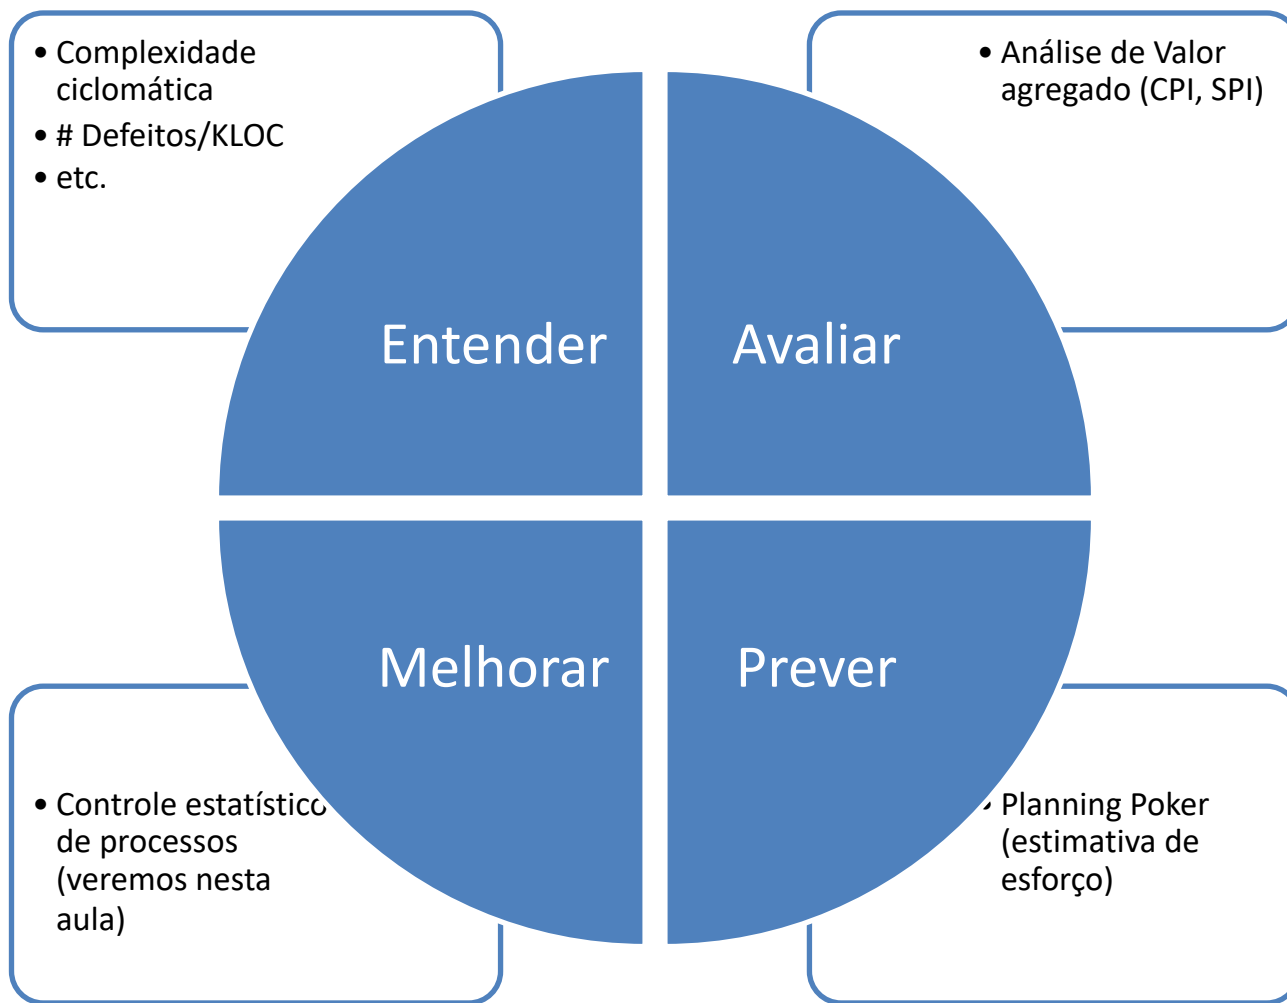 • Complexidade
ciclomática
• # Defeitos/KLOC
• etc.
• Análise de Valor
agregado (CPI, SPI)
Entender
Avaliar
Melhorar
Prever
• Controle estatístico
de processos
(veremos nesta
aula)
• Planning Poker
(estimativa de
esforço)